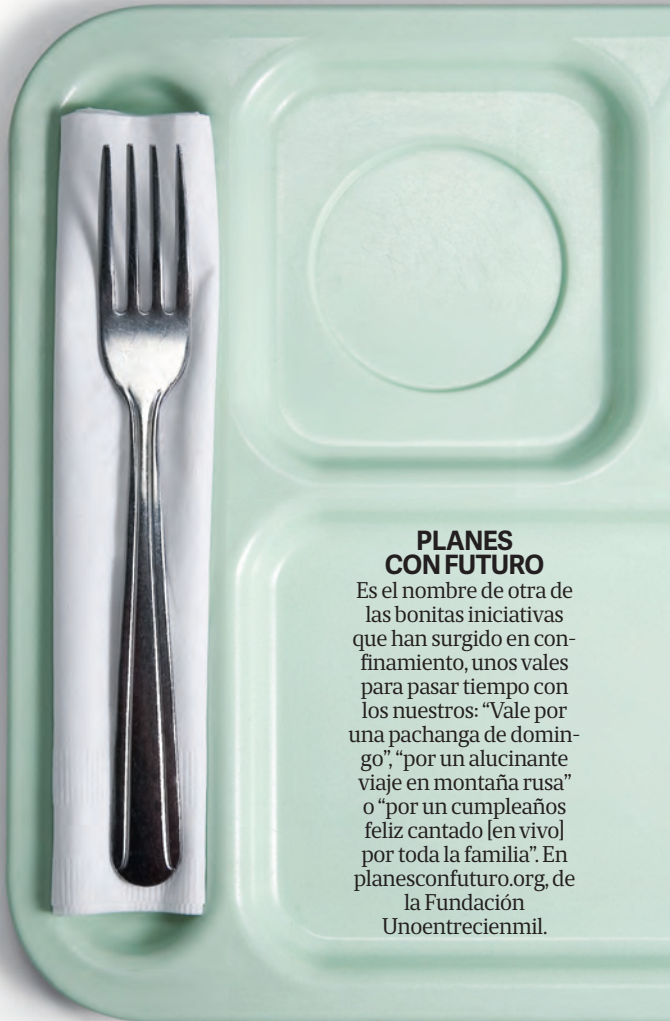 PLANES
CON FUTURO
Es el nombre de otra de
las bonitas iniciativas
que han surgido en con-
finamiento, unos vales
para pasar tiempo con
los nuestros: “Vale por
una pachanga de domin-
go”, “por un alucinante
viaje en montaña rusa”
o “por un cumpleaños
feliz cantado [en vivo]
por toda la familia”. En
planesconfuturo.org, de
la Fundación
Unoentrecienmil.